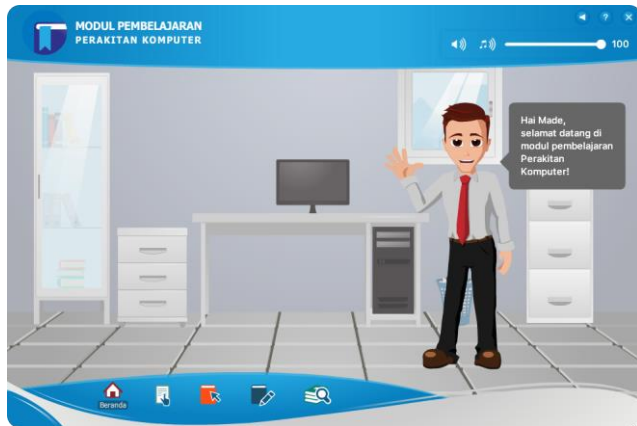 MODUL PEMBELAJARAN
PERAKITAN KOMPUTER
?
100
Hai Made,
selamat datang di
modul pembelajaran
Perakitan
Komputer!
Beranda